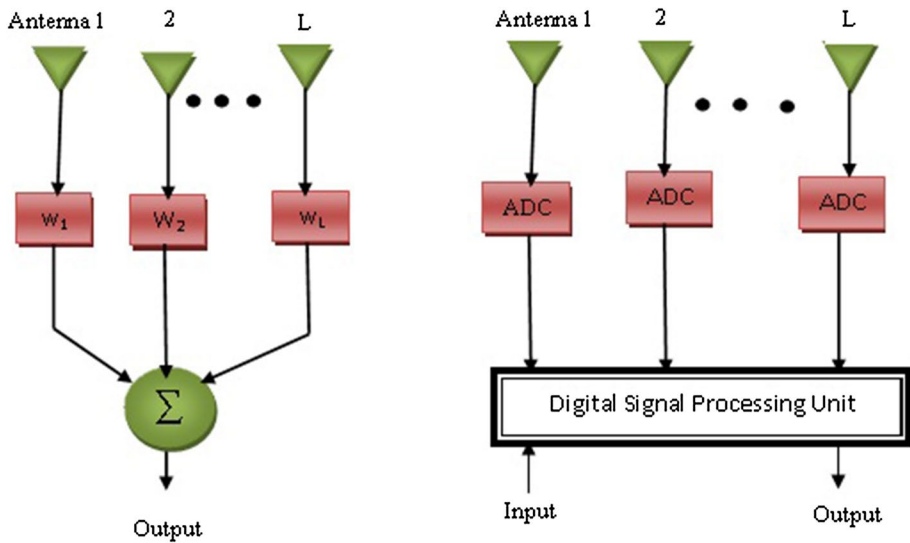 Antenna 1 2 L
W1 W2 WL
Σ
Output
Antenna 1 2 L
ADC ADC ADC
Digital Signal Processing Unit
Input Output